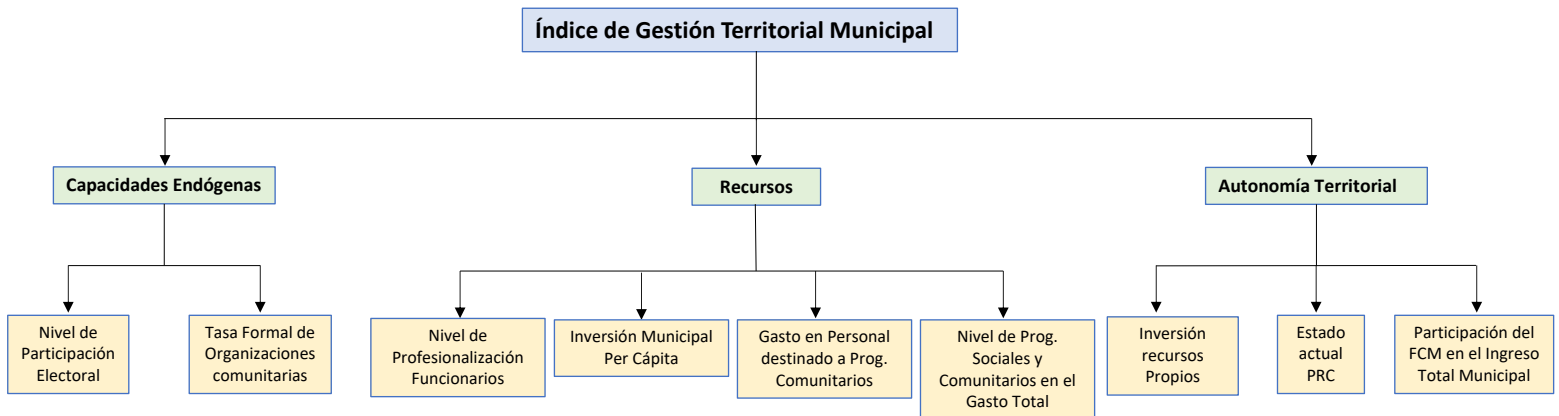 Índice de Gestión Territorial Municipal
Capacidades Endógenas
Recursos
Autonomía Territorial
Nivel de
Participación
Electoral
Tasa Formal de
Organizaciones
comunitarias
Nivel de
Profesionalización
Funcionarios
Inversión Municipal
Per Cápita
Gasto en Personal
destinado a Prog.
Comunitarios
Nivel de Prog.
Sociales y
Comunitarios en el
Gasto Total
Inversión
recursos
Propios
Estado
actual
PRC
Participación del
FCM en el Ingreso
Total Municipal